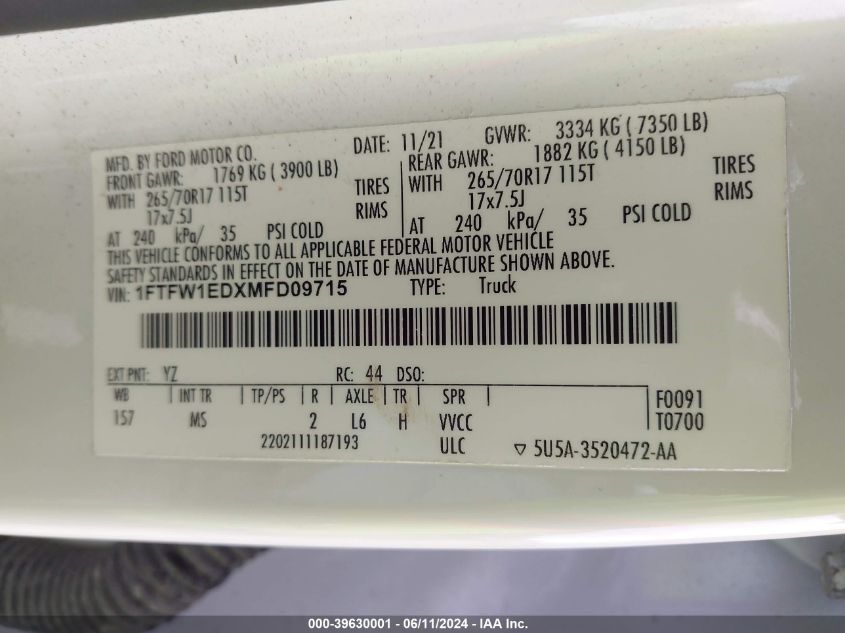 MFD. BY FORD MOTOR CO. DATE: 11/21 GVWR: 3334 KG ( 7350 LB)
FRONT GAWR: 1769 KG ( 3900 LB) REAR GAWR: 1882 KG ( 4150 LB)
WITH 265/70R17 115T TIRES WITH 265/70R17 115T TIRES
17x7.5J RIMS 17x7.5J RIMS
AT 240 kPa/ 35 PSI COLD AT 240 kPa/ 35 PSI COLD
THIS VEHICLE CONFORMS TO ALL APPLICABLE FEDERAL MOTOR VEHICLE
SAFETY STANDARDS IN EFFECT ON THE DATE OF MANUFACTURE SHOWN ABOVE.
VIN: 1FTFW1EDXMFD09715 TYPE: Truck
EXT PNT: YZ RC: 44 DSO:
WB INT TR TP/PS R AXLE TR SPR F0091
157 MS 2 L6 H VVCC T0700
2202111187193 ULC ▽ 5U5A-3520472-AA
000-39630001 - 06/11/2024 - IAA Inc.